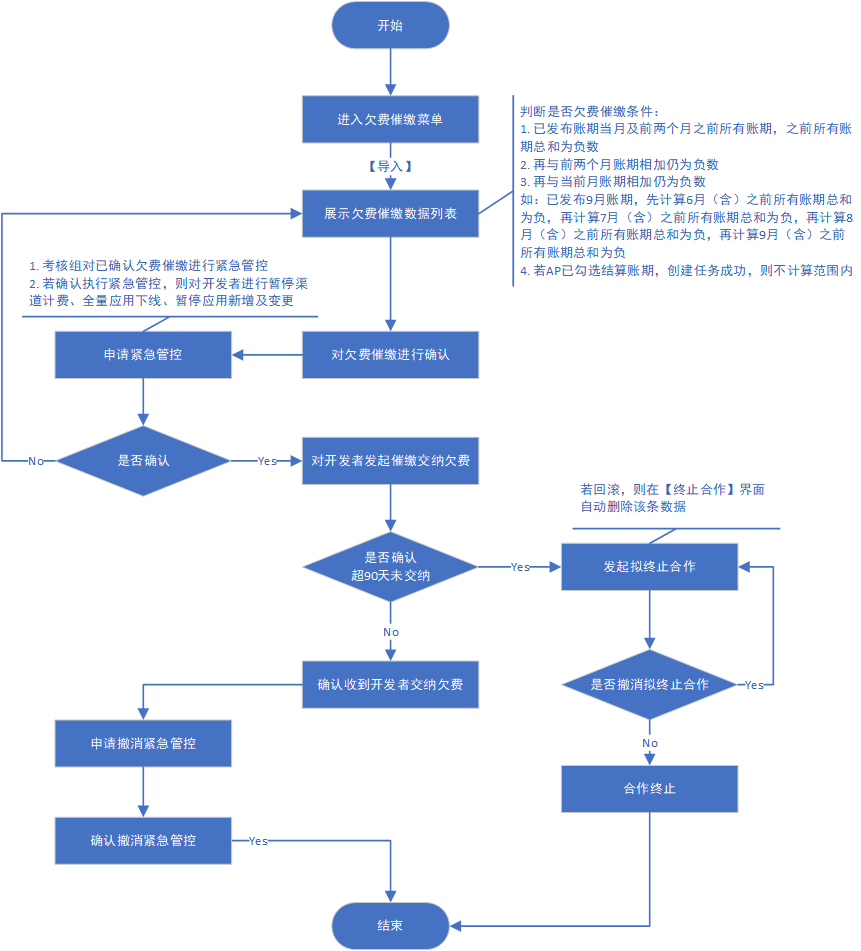 开始
进入欠费催缴菜单
【导入】
展示欠费催缴数据列表
判断是否欠费催缴条件：
1. 已发布账期当月及前两个月之前所有账期，之前所有账
期总和为负数
2. 再与前两个月账期相加仍为负数
3. 再与当前月账期相加仍为负数
如：已发布9月账期，先计算6月（含）之前所有账期总和
为负，再计算7月（含）之前所有账期总和为负，再计算8
月（含）之前所有账期总和为负，再计算9月（含）之前
所有账期总和为负
4. 若AP已勾选结算账期，创建任务成功，则不计算范围内
1. 考核组对已确认欠费催缴进行紧急管控
2. 若确认执行紧急管控，则对开发者进行暂停渠
道计费、全量应用下线、暂停应用新增及变更
申请紧急管控
对欠费催缴进行确认
No
是否确认
Yes
对开发者发起催缴交纳欠费
若回滚，则在【终止合作】界面
自动删除该条数据
是否确认
超90天未交纳
Yes
发起拟终止合作
No
确认收到开发者交纳欠费
是否撤消拟终止合作
Yes
申请撤消紧急管控
No
合作终止
确认撤消紧急管控
Yes
结束